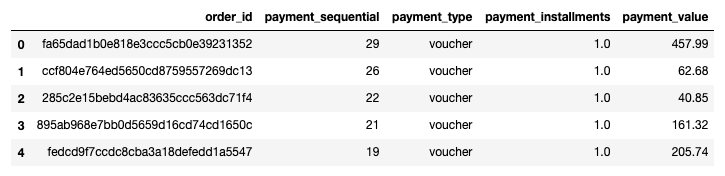 order_id payment_sequential payment_type payment_installments payment_value
0 fa65dad1b0e818e3ccc5cb0e39231352 29 voucher 1.0 457.99
1 ccf804e764ed5650cd8759557269dc13 26 voucher 1.0 62.68
2 285c2e15bebd4ac83635ccc563dc71f4 22 voucher 1.0 40.85
3 895ab968e7bb0d5659d16cd74cd1650c 21 voucher 1.0 161.32
4 fedcd9f7ccdc8cba3a18defedd1a5547 19 voucher 1.0 205.74